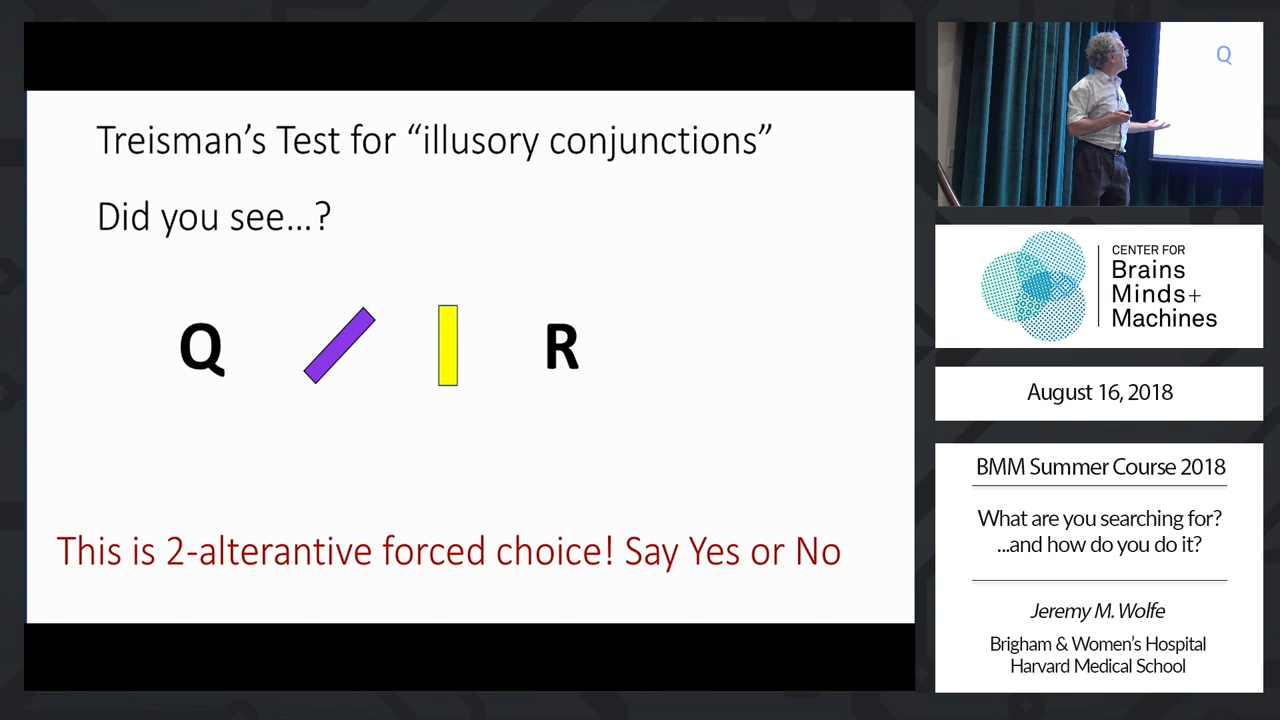 Treisman's Test for “illusory conjunctions”
Did you see...?
Q R
This is 2-alterantive forced choice! Say Yes or No
Q
CENTER FOR
Brains
Minds+
Machines
August 16, 2018
BMM Summer Course 2018
What are you searching for?
...and how do you do it?
Jeremy M. Wolfe
Brigham & Women's Hospital
Harvard Medical School